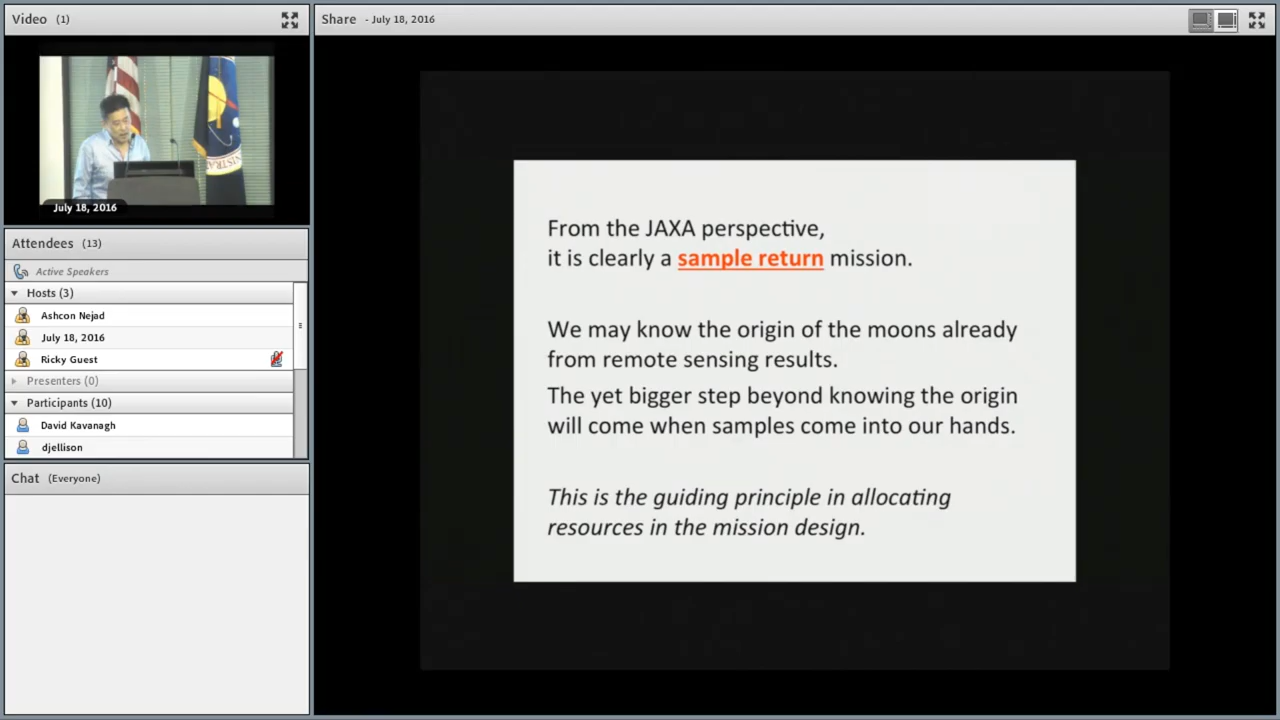 Video (1)
July 18, 2016
NISTRA
Attendees (13)
Active Speakers
Hosts (3)
Ashcon Nejad
July 18, 2016
Ricky Guest
Presenters (0)
Participants (10)
David Kavanagh
djellison
Chat (Everyone)
Share - July 18, 2016
From the JAXA perspective,
it is clearly a sample return mission.
We may know the origin of the moons already
from remote sensing results.
The yet bigger step beyond knowing the origin
will come when samples come into our hands.
This is the guiding principle in allocating
resources in the mission design.